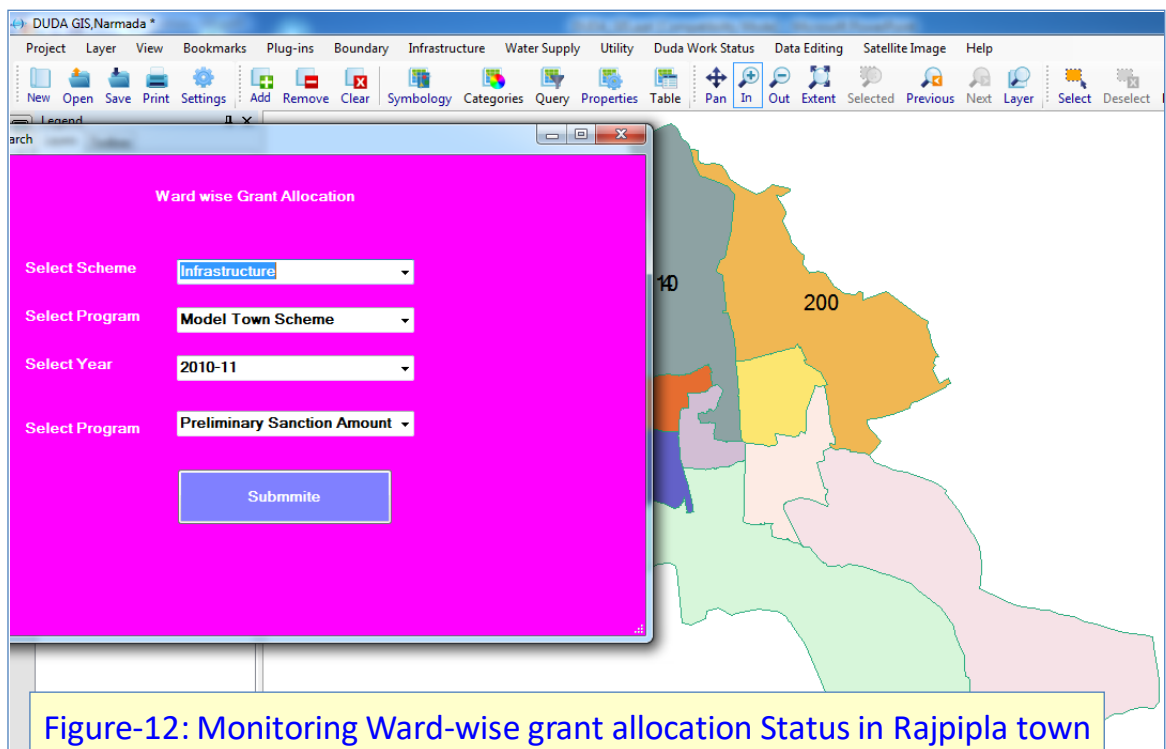 DUDA GIS,Narmada *
Project Layer View Bookmarks Plug-ins Boundary Infrastructure Water Supply Utility Duda Work Status Data Editing Satellite Image Help
New Open Save Print Settings Add Remove Clear Symbology Categories Query Properties Table Pan In Out Extent Selected Previous Next Layer Select Deselect
Legend
arch
Ward wise Grant Allocation
Select Scheme Infrastructure
Select Program Model Town Scheme
Select Year 2010-11
Select Program Preliminary Sanction Amount
Submmite
200
Figure-12: Monitoring Ward-wise grant allocation Status in Rajpipla town